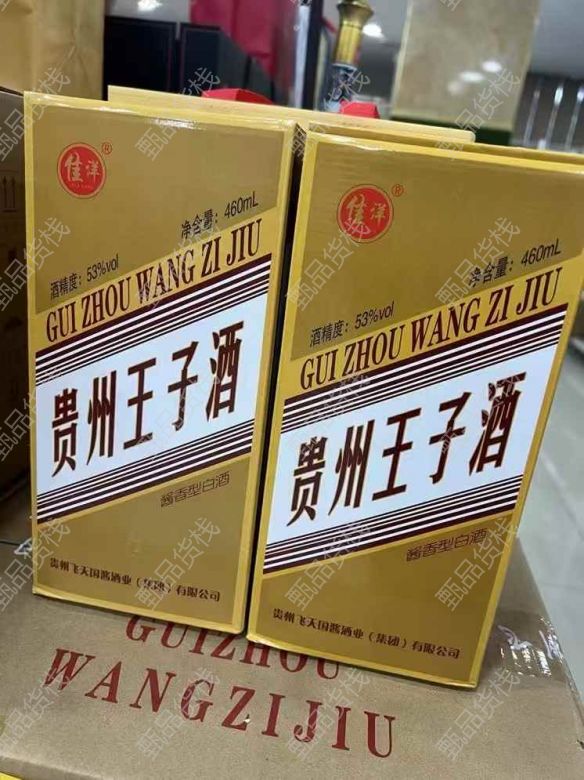 佳洋®
净含量：460mL
酒精度：53%vol
GUI ZHOU WANG ZI JIU
贵州王子酒
酱香型白酒
贵州飞天国酱酒业（集团）有限公司
佳洋®
净含量：460mL
酒精度：53%vol
GUI ZHOU WANG ZI JIU
贵州王子酒
酱香型白酒
贵州飞天国酱酒业（集团）有限公司
GUIZHOU
WANGZIJIU
甄品货栈